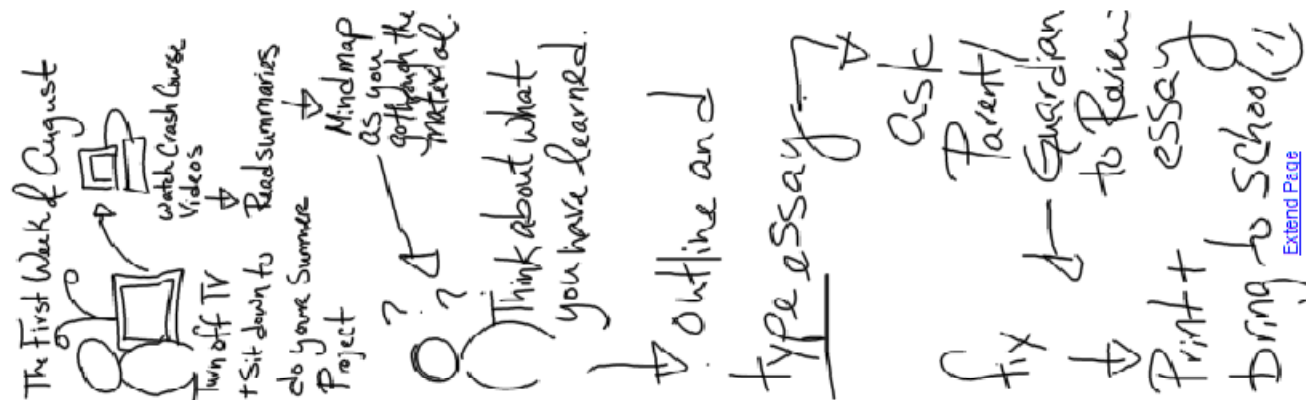 The First Week of August
Turn off TV
+ Sit down to
do your Summer
Project
Watch Crash Course
Videos
Read summaries
Mindmap
as you
go through the
material.
? ?
Think about what
you have learned.
Outline and
type essay
ask
Parent/
Guardian
to Review
essay
fix
Print +
bring to School
Extend Page